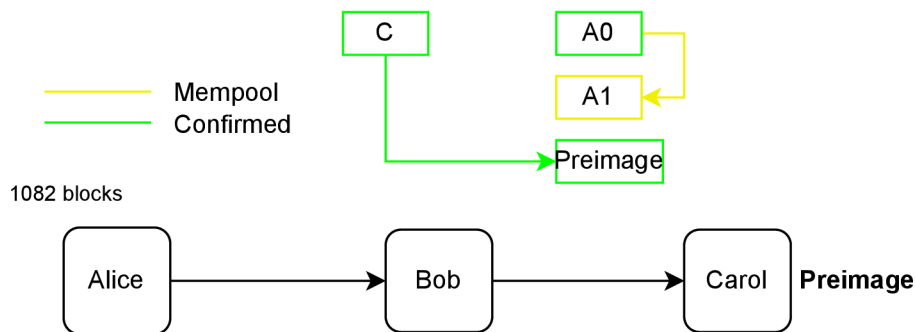 C
A0
Mempool
A1
Confirmed
Preimage
1082 blocks
Alice
Bob
Carol
Preimage